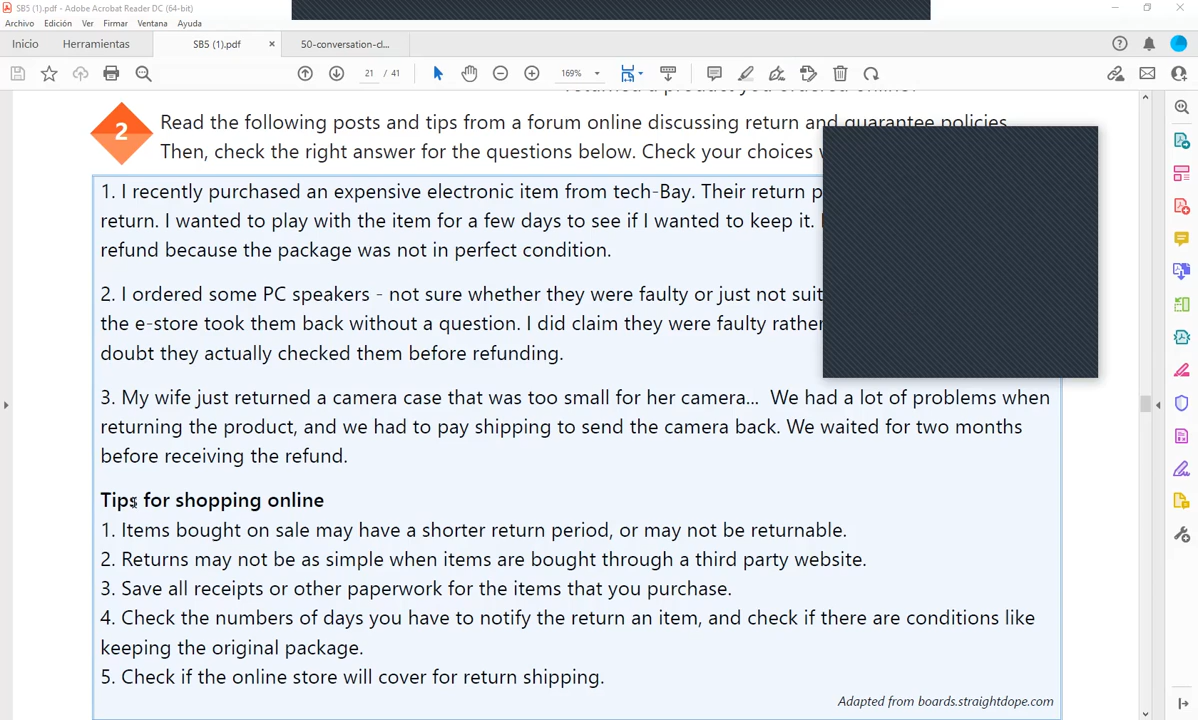 SB5 (1).pdf - Adobe Acrobat Reader DC (64-bit)
Archivo Edición Ver Firmar Ventana Ayuda
Inicio Herramientas SB5 (1).pdf × 50-conversation-cl...
21 / 41 169%
returned a product you ordered online?
2
Read the following posts and tips from a forum online discussing return and guarantee policies.
Then, check the right answer for the questions below. Check your choices
1. I recently purchased an expensive electronic item from tech-Bay. Their return
return. I wanted to play with the item for a few days to see if I wanted to keep it.
refund because the package was not in perfect condition.
2. I ordered some PC speakers - not sure whether they were faulty or just not
the e-store took them back without a question. I did claim they were faulty rather
doubt they actually checked them before refunding.
3. My wife just returned a camera case that was too small for her camera... We had a lot of problems when
returning the product, and we had to pay shipping to send the camera back. We waited for two months
before receiving the refund.
Tips for shopping online
1. Items bought on sale may have a shorter return period, or may not be returnable.
2. Returns may not be as simple when items are bought through a third party website.
3. Save all receipts or other paperwork for the items that you purchase.
4. Check the numbers of days you have to notify the return an item, and check if there are conditions like
keeping the original package.
5. Check if the online store will cover for return shipping.
Adapted from boards.straightdope.com